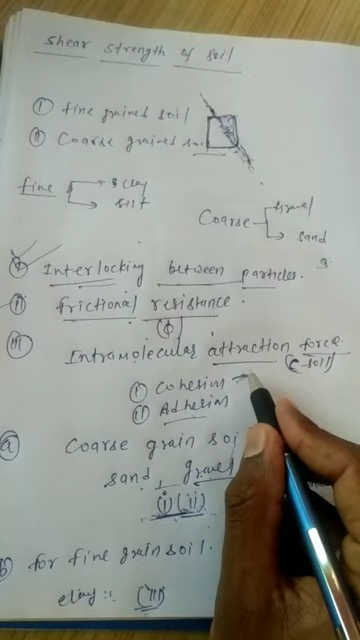 Shear strength of soil
(i) fine grained soil
(ii) Coarse grained soil
fine → clay
→ silt
Coarse gravel
→ sand
(i) Interlocking between particles.
(ii) frictional resistance.
(ϕ)
(iii) Intramolecular attraction force.
(C-soil)
(i) Cohesion →
(ii) Adhesion
(a) Coarse grain soi
sand gravel
(i) (ii)
(b) for fine grain soil.
clay :: (iii)